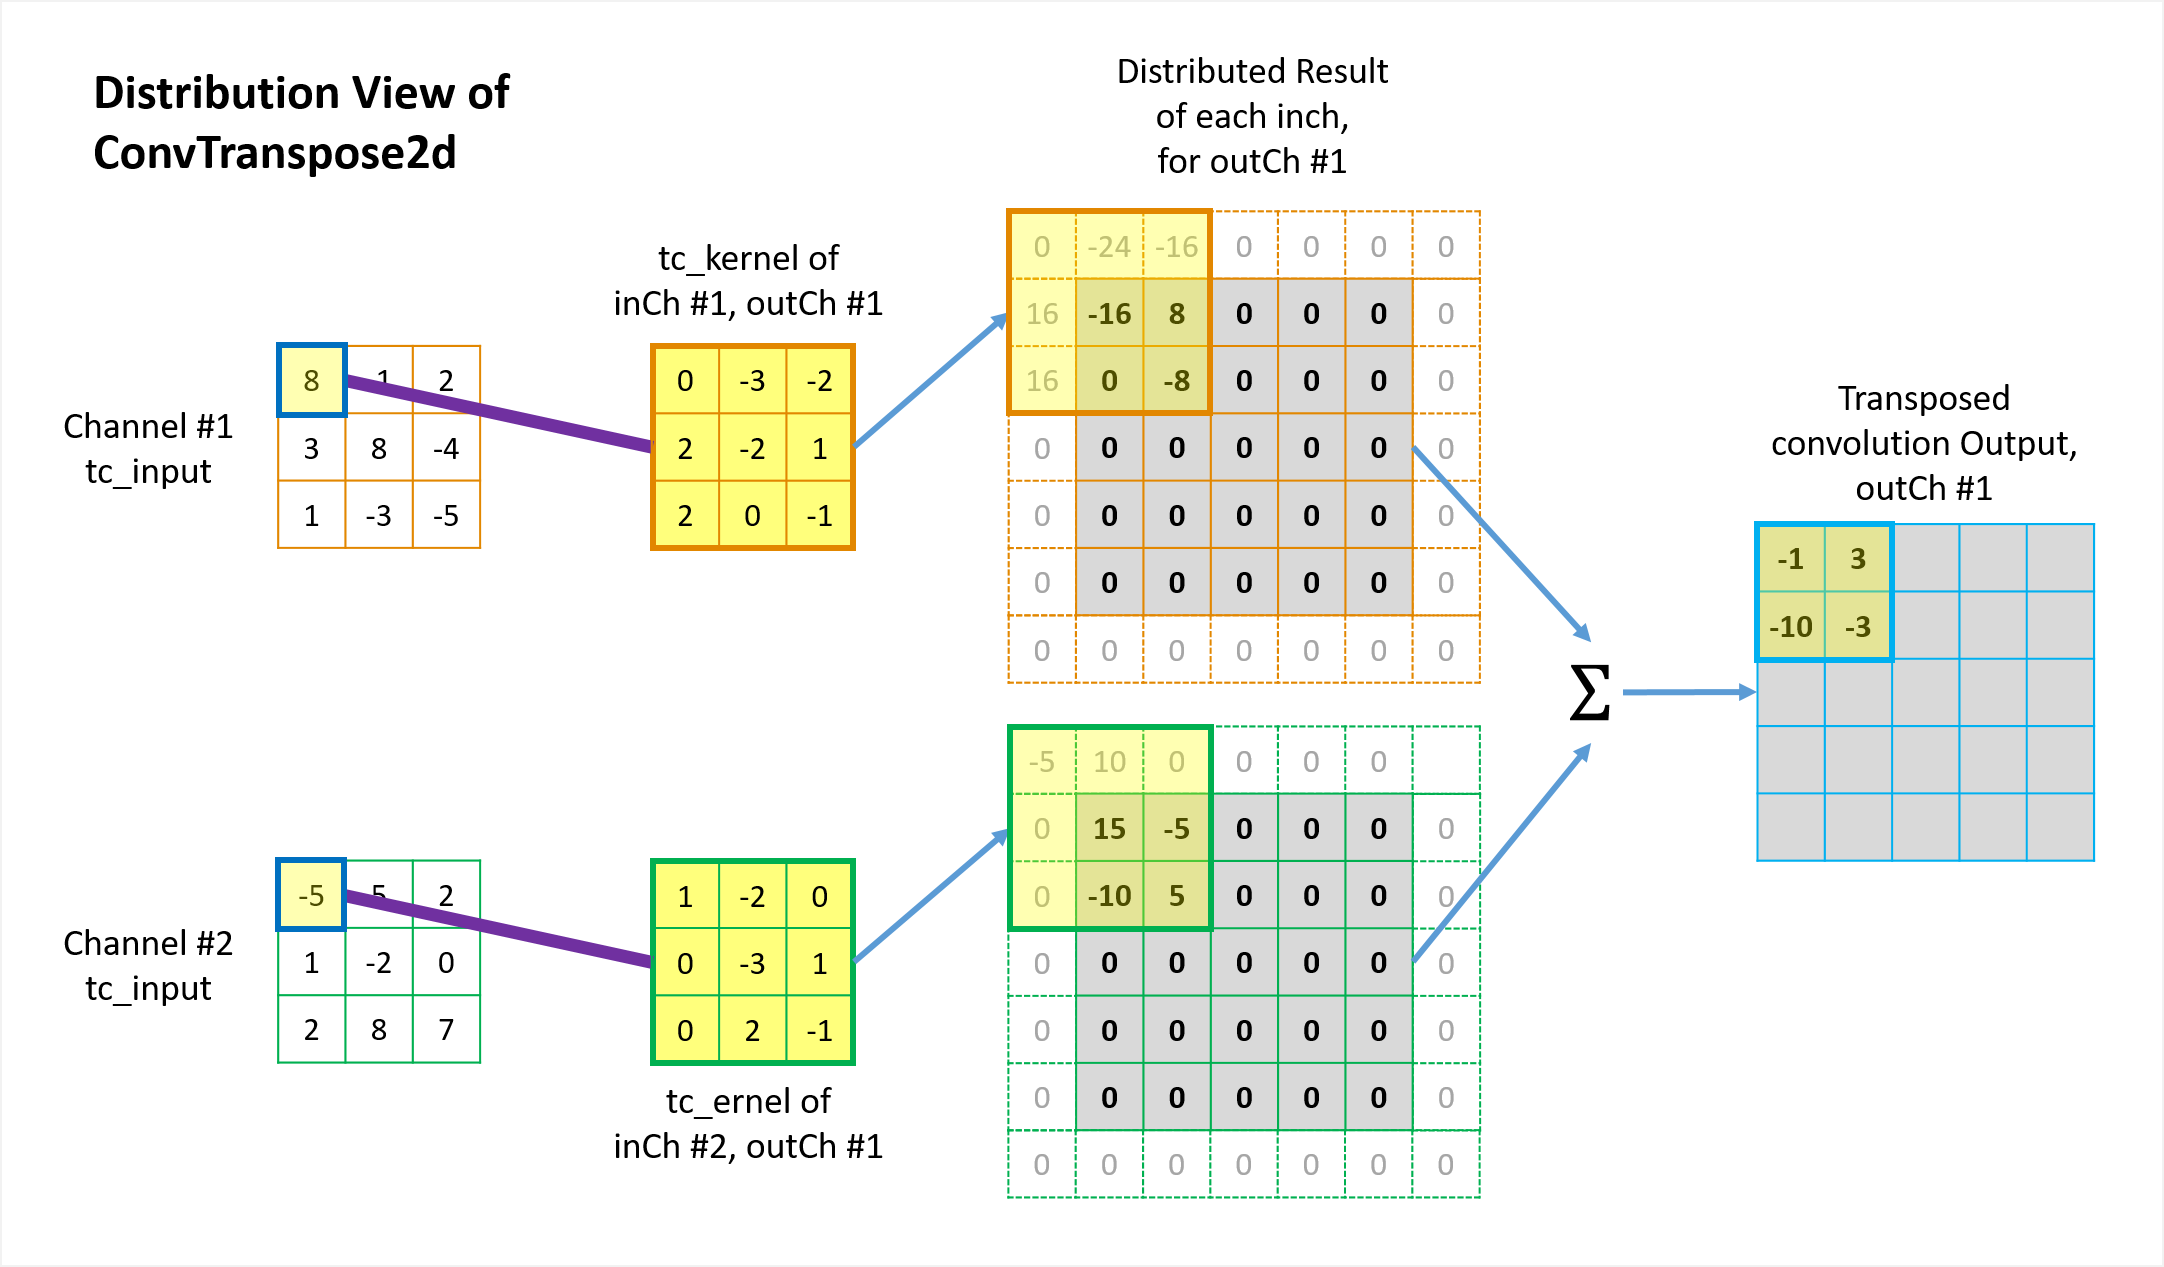 Distribution View of
ConvTranspose2d
Distributed Result
of each inch,
for outCh #1
tc_kernel of
inCh #1, outCh #1
Channel #1
tc_input
8 1 2
3 8 -4
1 -3 -5
0 -3 -2
2 -2 1
2 0 -1
0 -24 -16 0 0 0 0
16 -16 8 0 0 0 0
16 0 -8 0 0 0 0
0 0 0 0 0 0 0
0 0 0 0 0 0 0
0 0 0 0 0 0 0
0 0 0 0 0 0 0
Transposed
convolution Output,
outCh #1
-1 3
-10 -3
∑
Channel #2
tc_input
-5 5 2
1 -2 0
2 8 7
1 -2 0
0 -3 1
0 2 -1
tc_ernel of
inCh #2, outCh #1
-5 10 0 0 0 0
0 15 -5 0 0 0 0
0 -10 5 0 0 0 0
0 0 0 0 0 0 0
0 0 0 0 0 0 0
0 0 0 0 0 0 0
0 0 0 0 0 0 0